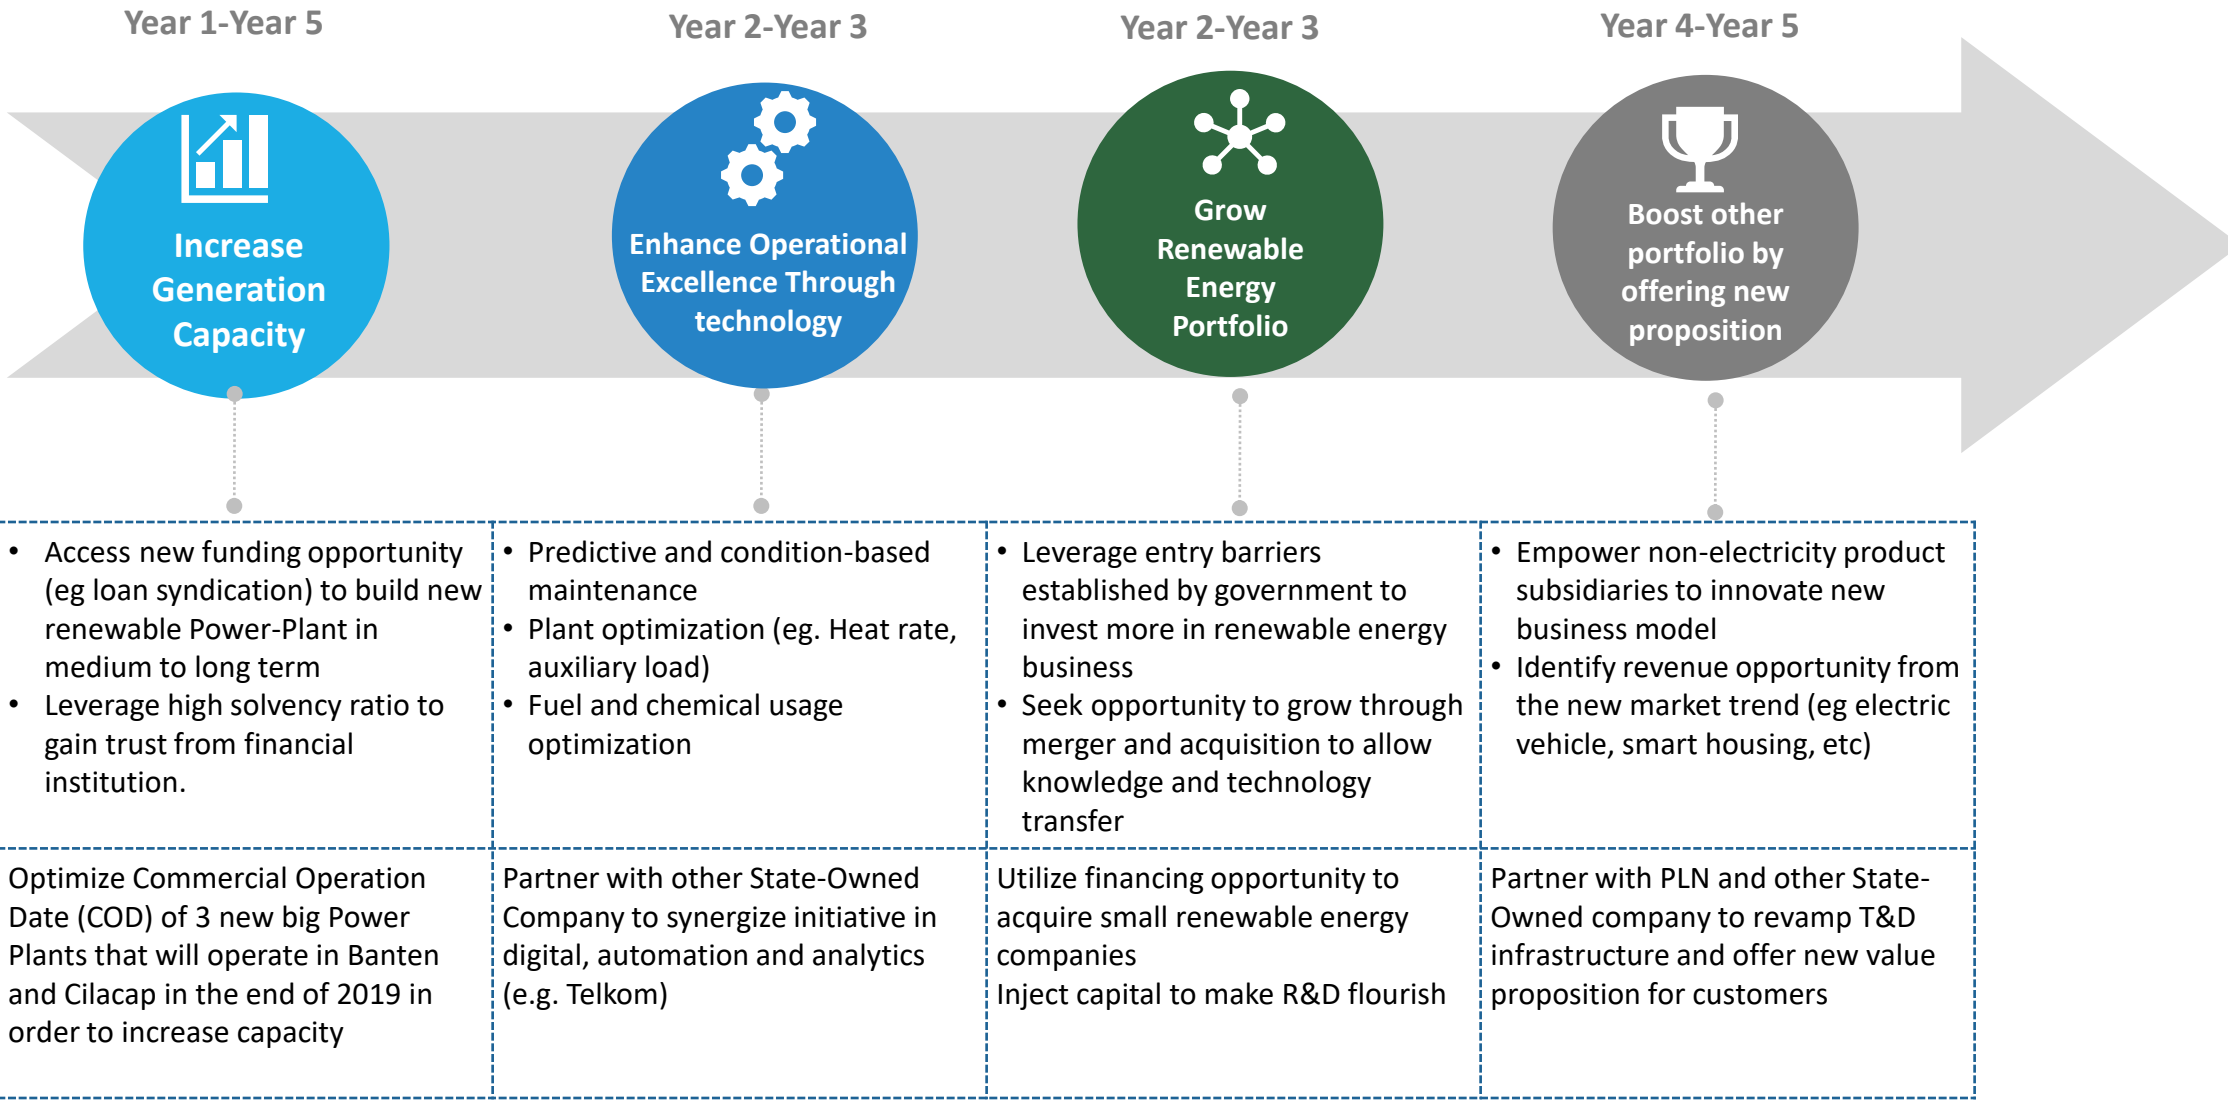 Year 1-Year 5
Year 2-Year 3
Year 2-Year 3
Year 4-Year 5
Increase
Generation
Capacity
Enhance Operational
Excellence Through
technology
Grow
Renewable
Energy
Portfolio
Boost other
portfolio by
offering new
proposition
• Access new funding opportunity
(eg loan syndication) to build new
renewable Power-Plant in
medium to long term
• Leverage high solvency ratio to
gain trust from financial
institution.
• Predictive and condition-based
maintenance
• Plant optimization (eg. Heat rate,
auxiliary load)
• Fuel and chemical usage
optimization
• Leverage entry barriers
established by government to
invest more in renewable energy
business
• Seek opportunity to grow through
merger and acquisition to allow
knowledge and technology
transfer
• Empower non-electricity product
subsidiaries to innovate new
business model
• Identify revenue opportunity from
the new market trend (eg electric
vehicle, smart housing, etc)
Optimize Commercial Operation
Date (COD) of 3 new big Power
Plants that will operate in Banten
and Cilacap in the end of 2019 in
order to increase capacity
Partner with other State-Owned
Company to synergize initiative in
digital, automation and analytics
(e.g. Telkom)
Utilize financing opportunity to
acquire small renewable energy
companies
Inject capital to make R&D flourish
Partner with PLN and other State-
Owned company to revamp T&D
infrastructure and offer new value
proposition for customers